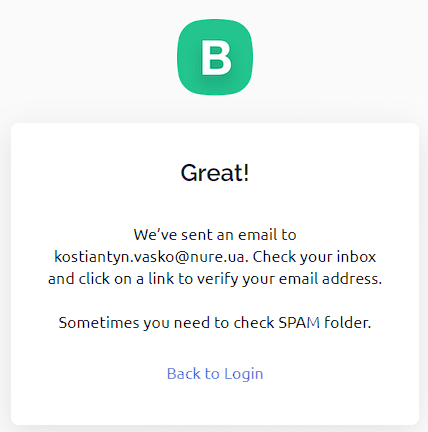 B
Great!
We've sent an email to
kostiantyn.vasko@nure.ua. Check your inbox
and click on a link to verify your email address.
Sometimes you need to check SPAM folder.
Back to Login